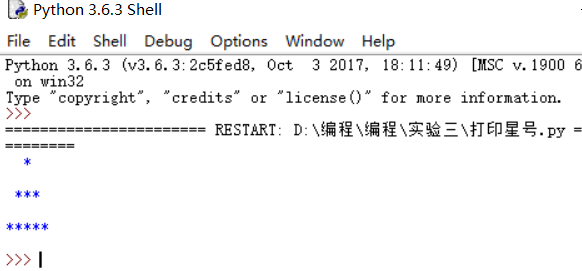 Python 3.6.3 Shell
File Edit Shell Debug Options Window Help
Python 3.6.3 (v3.6.3:2c5fed8, Oct  3 2017, 18:11:49) [MSC v.1900 6
 on win32
Type "copyright", "credits" or "license()" for more information.
>>>
======================= RESTART: D:\编程\编程\实验三\打印星号.py =
========
  *
 ***
*****
>>>